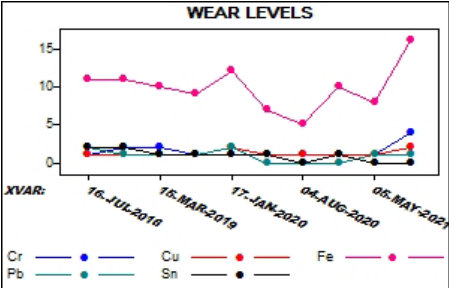 WEAR LEVELS
15
10
5
0
XVAR:
16-JUL-2016
15-MAR-2019
17-JAN-2020
04-AUG-2020
05-MAY-2021
Cr
Cu
Fe
Pb
Sn